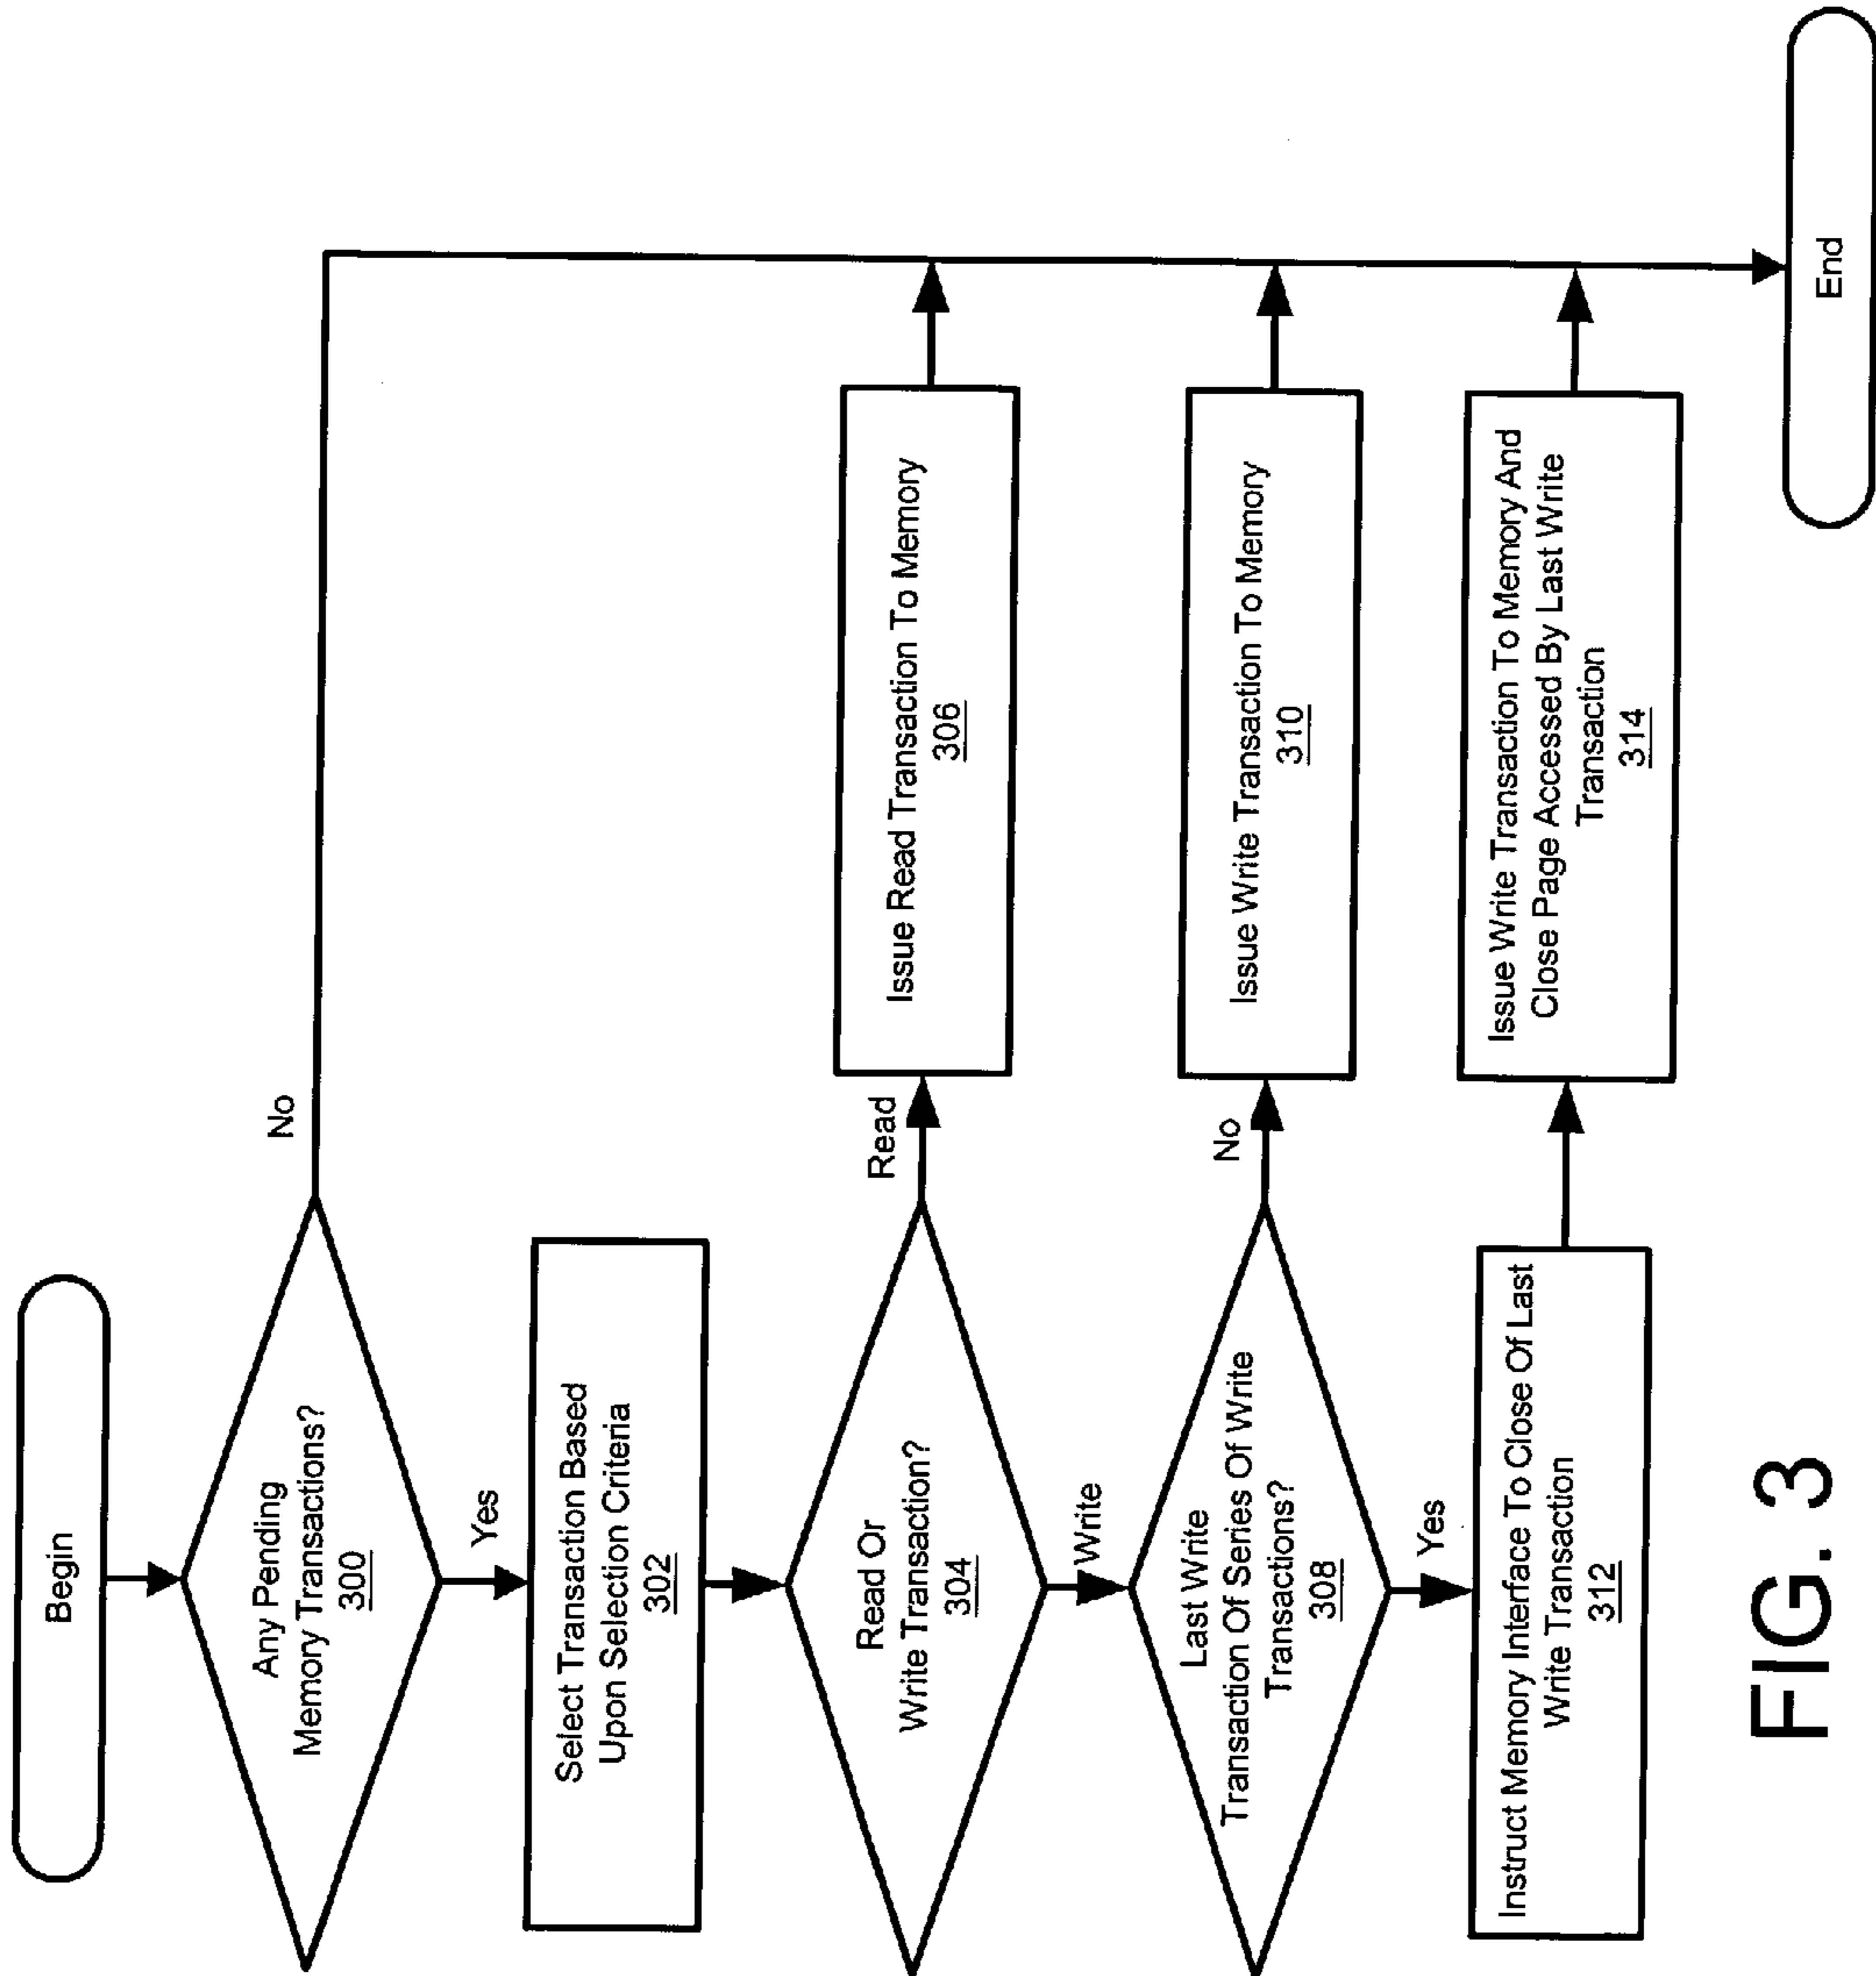 Begin
Any Pending
Memory Transactions?
300
No
Yes
Select Transaction Based
Upon Selection Criteria
302
Read Or
Write Transaction?
304
Read
Issue Read Transaction To Memory
306
Write
Last Write
Transaction Of Series Of Write
Transactions?
308
No
Issue Write Transaction To Memory
310
Yes
Instruct Memory Interface To Close Of Last
Write Transaction
312
Issue Write Transaction To Memory And
Close Page Accessed By Last Write
Transaction
314
End
FIG. 3